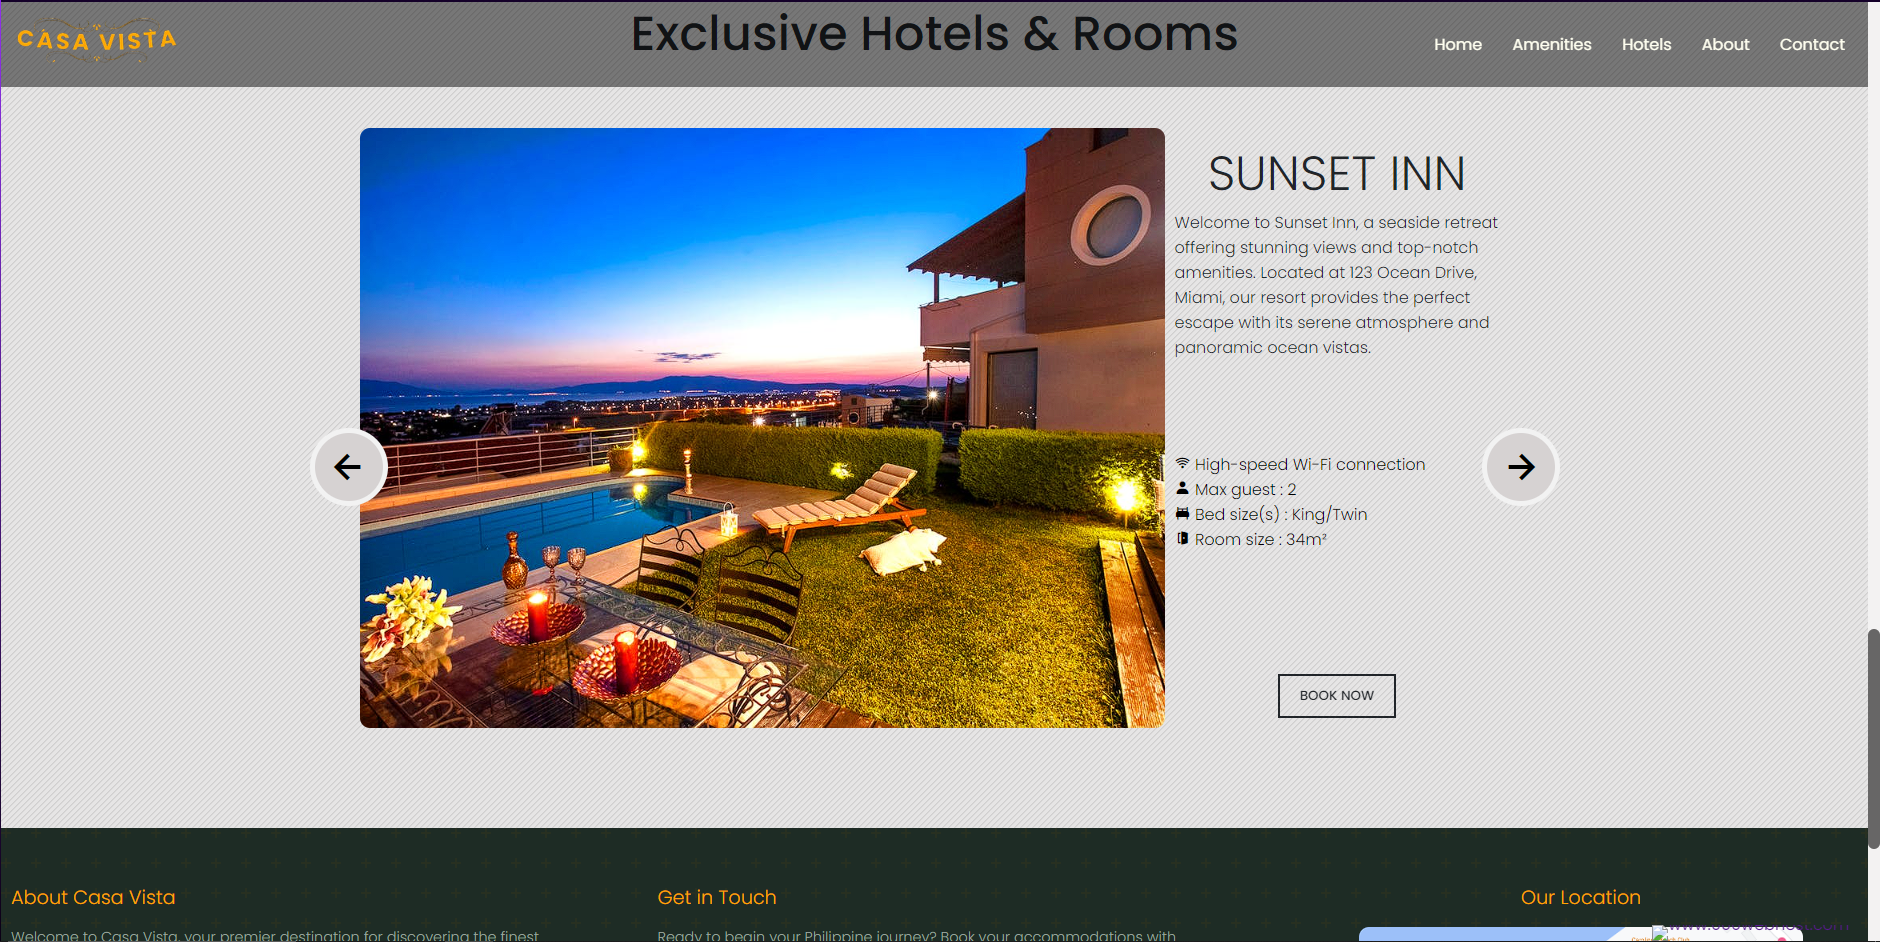 CASA VISTA
Exclusive Hotels & Rooms
Home Amenities Hotels About Contact
SUNSET INN
Welcome to Sunset Inn, a seaside retreat
offering stunning views and top-notch
amenities. Located at 123 Ocean Drive,
Miami, our resort provides the perfect
escape with its serene atmosphere and
panoramic ocean vistas.
High-speed Wi-Fi connection
Max guest : 2
Bed size(s) : King/Twin
Room size : 34m²
BOOK NOW
About Casa Vista
Welcome to Casa Vista, your premier destination for discovering the finest
Get in Touch
Ready to begin your Philippine journey? Book your accommodations with
Our Location